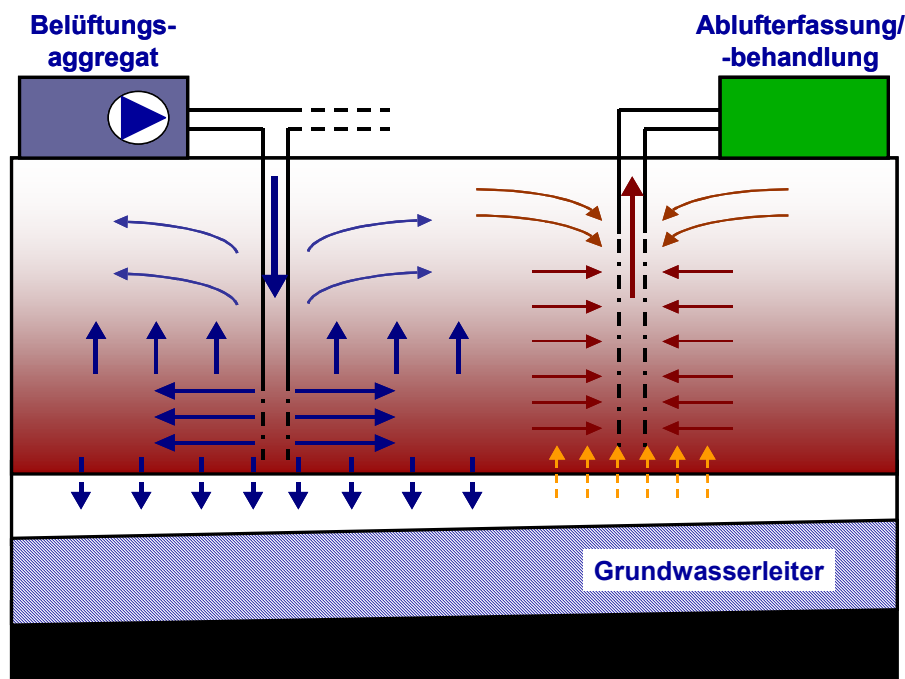 Belüftungs-
aggregat
Ablufterfassung/
-behandlung
Grundwasserleiter